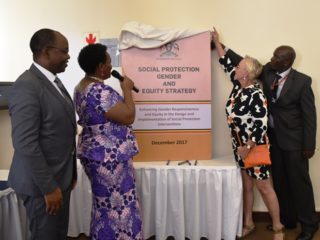 SOCIAL PROTECTION
GENDER
AND
EQUITY STRATEGY
Enhancing Gender Responsiveness
and Equity in the Design and
Implementation of Social Protection
Interventions
December 2017